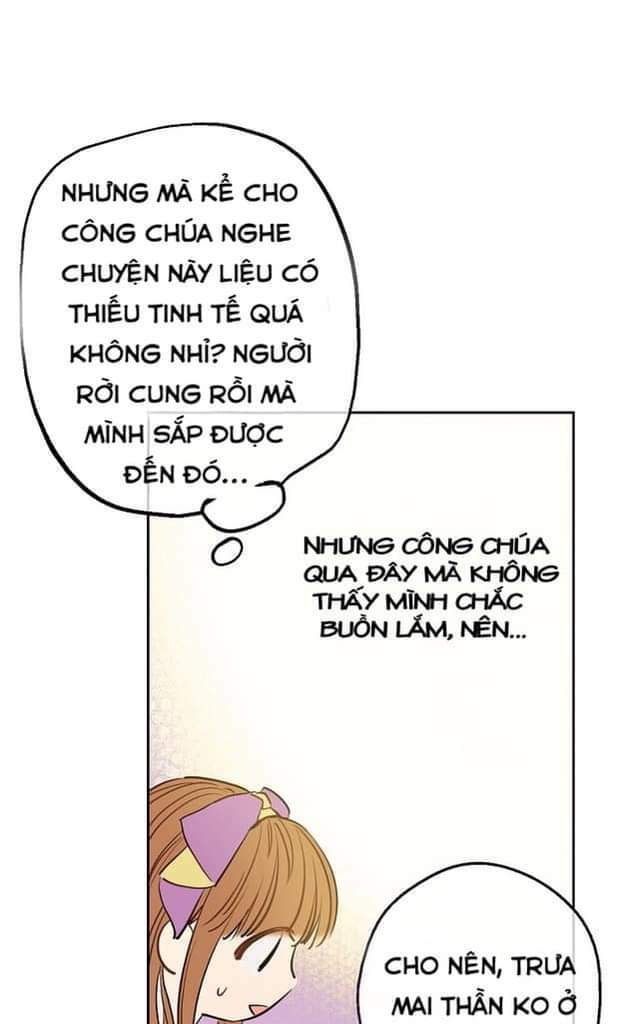 NHƯNG MÀ KỂ CHO
CÔNG CHÚA NGHE
CHUYỆN NÀY LIỆU CÓ
THIẾU TINH TẾ QUÁ
KHÔNG NHỈ? NGƯỜI
RỜI CUNG RỒI MÀ
MÌNH SẮP ĐƯỢC
ĐẾN ĐÓ...
NHƯNG CÔNG CHÚA
QUA ĐÂY MÀ KHÔNG
THẤY MÌNH CHẮC
BUỒN LẮM, NÊN...
CHO NÊN, TRƯA
MAI THẦN KO Ở